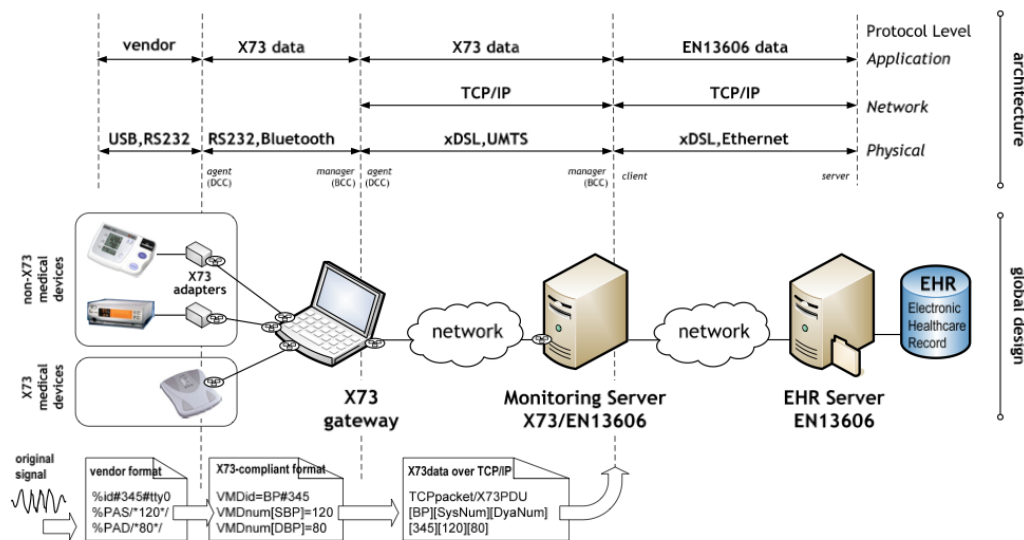 Protocol Level
vendor X73 data X73 data EN13606 data Application
TCP/IP TCP/IP Network
USB,RS232 RS232,Bluetooth xDSL,UMTS xDSL,Ethernet Physical
agent
(DCC)
manager
(BCC)
agent
(DCC)
manager
(BCC)
client
server
architecture
non-X73
medical
devices
X73
adapters
X73
medical
devices
X73
gateway
network
Monitoring Server
X73/EN13606
network
EHR Server
EN13606
EHR
Electronic
Healthcare
Record
global design
original
signal
vendor format
%id#345#tty0
%PAS/*120*/
%PAD/*80*/
X73-compliant format
VMDid=BP#345
VMDnum[SBP]=120
VMDnum[DBP]=80
X73data over TCP/IP
TCPpacket/X73PDU
[BP][SysNum][DyaNum]
[345][120][80]